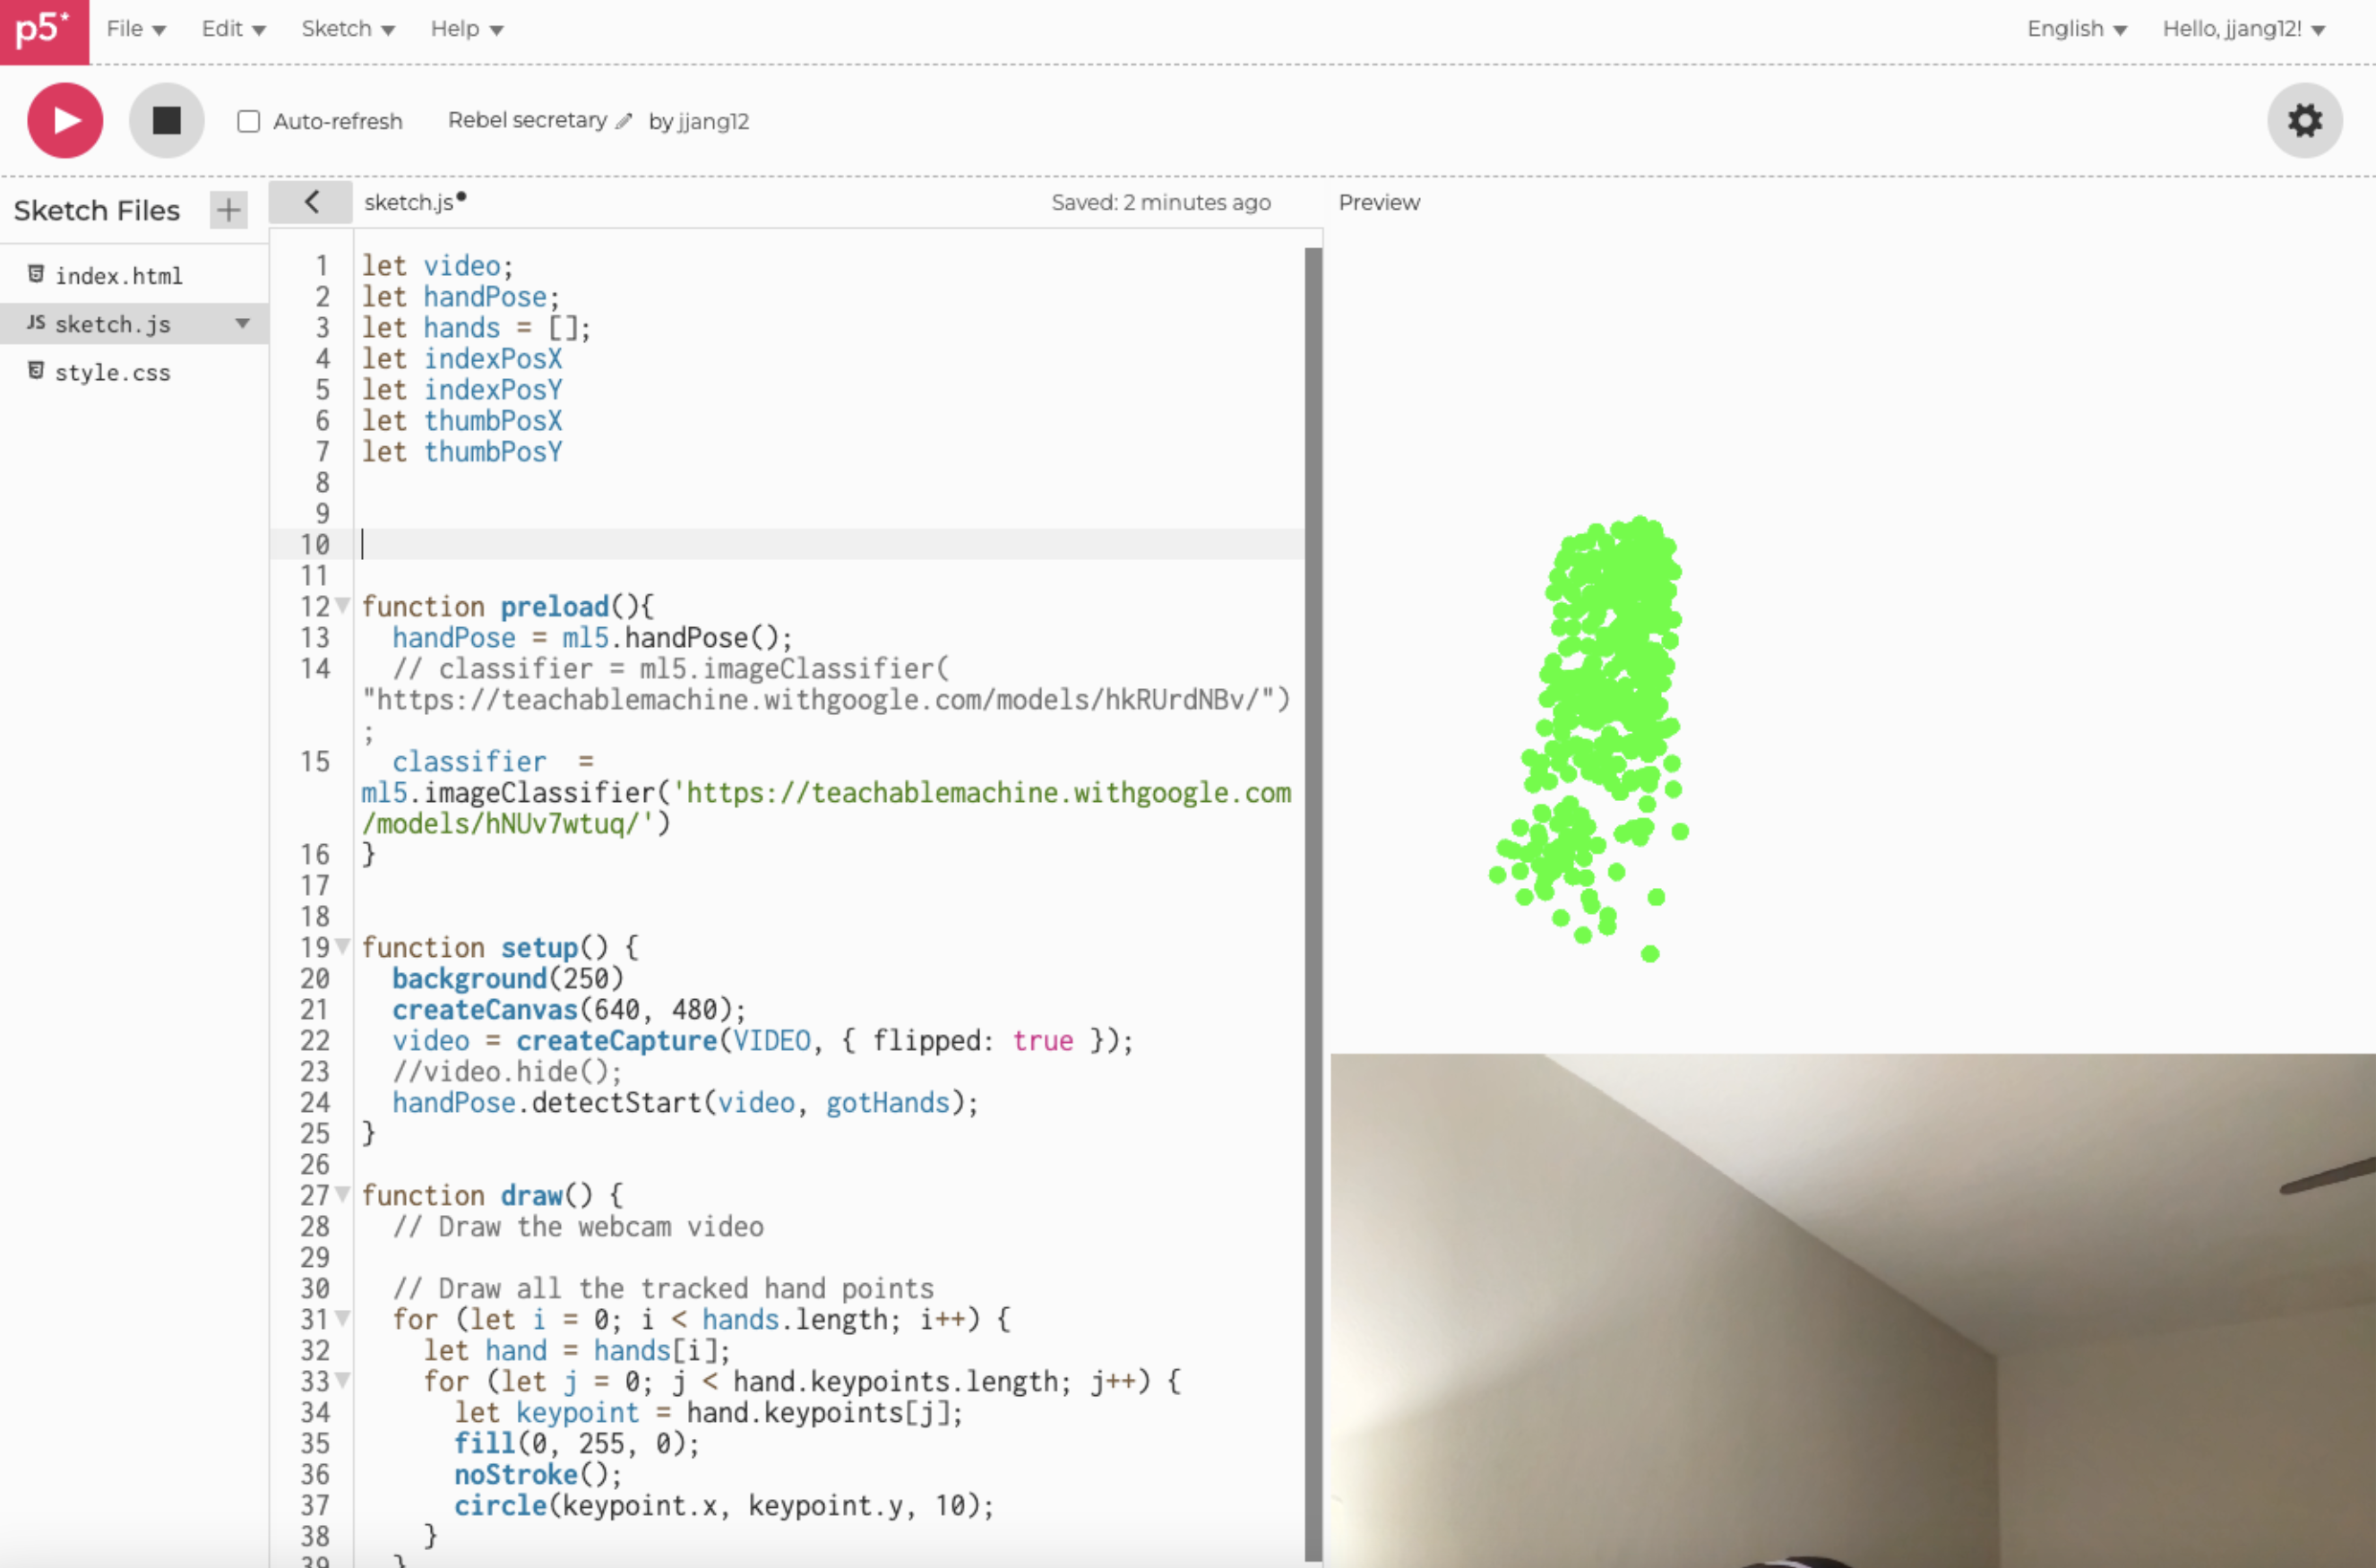 p5*
File
Edit
Sketch
Help
English
Hello, jjang12!
Auto-refresh
Rebel secretary
by jjang12
Sketch Files
+
index.html
JS sketch.js
style.css
sketch.js
Saved: 2 minutes ago
Preview
1 let video;
2 let handPose;
3 let hands = [];
4 let indexPosX
5 let indexPosY
6 let thumbPosX
7 let thumbPosY
8
9
10
11
12 function preload(){
13 handPose = ml5.handPose();
14 // classifier = ml5.imageClassifier(
"https://teachablemachine.withgoogle.com/models/hkRUrdNBv/")
;
15 classifier  =
ml5.imageClassifier('https://teachablemachine.withgoogle.com
/models/hNUv7wtuq/')
16 }
17
18
19 function setup() {
20 background(250)
21 createCanvas(640, 480);
22 video = createCapture(VIDEO, { flipped: true });
23 //video.hide();
24 handPose.detectStart(video, gotHands);
25 }
26
27 function draw() {
28 // Draw the webcam video
29
30 // Draw all the tracked hand points
31 for (let i = 0; i < hands.length; i++) {
32 let hand = hands[i];
33 for (let j = 0; j < hand.keypoints.length; j++) {
34 let keypoint = hand.keypoints[j];
35 fill(0, 255, 0);
36 noStroke();
37 circle(keypoint.x, keypoint.y, 10);
38 }
39 }